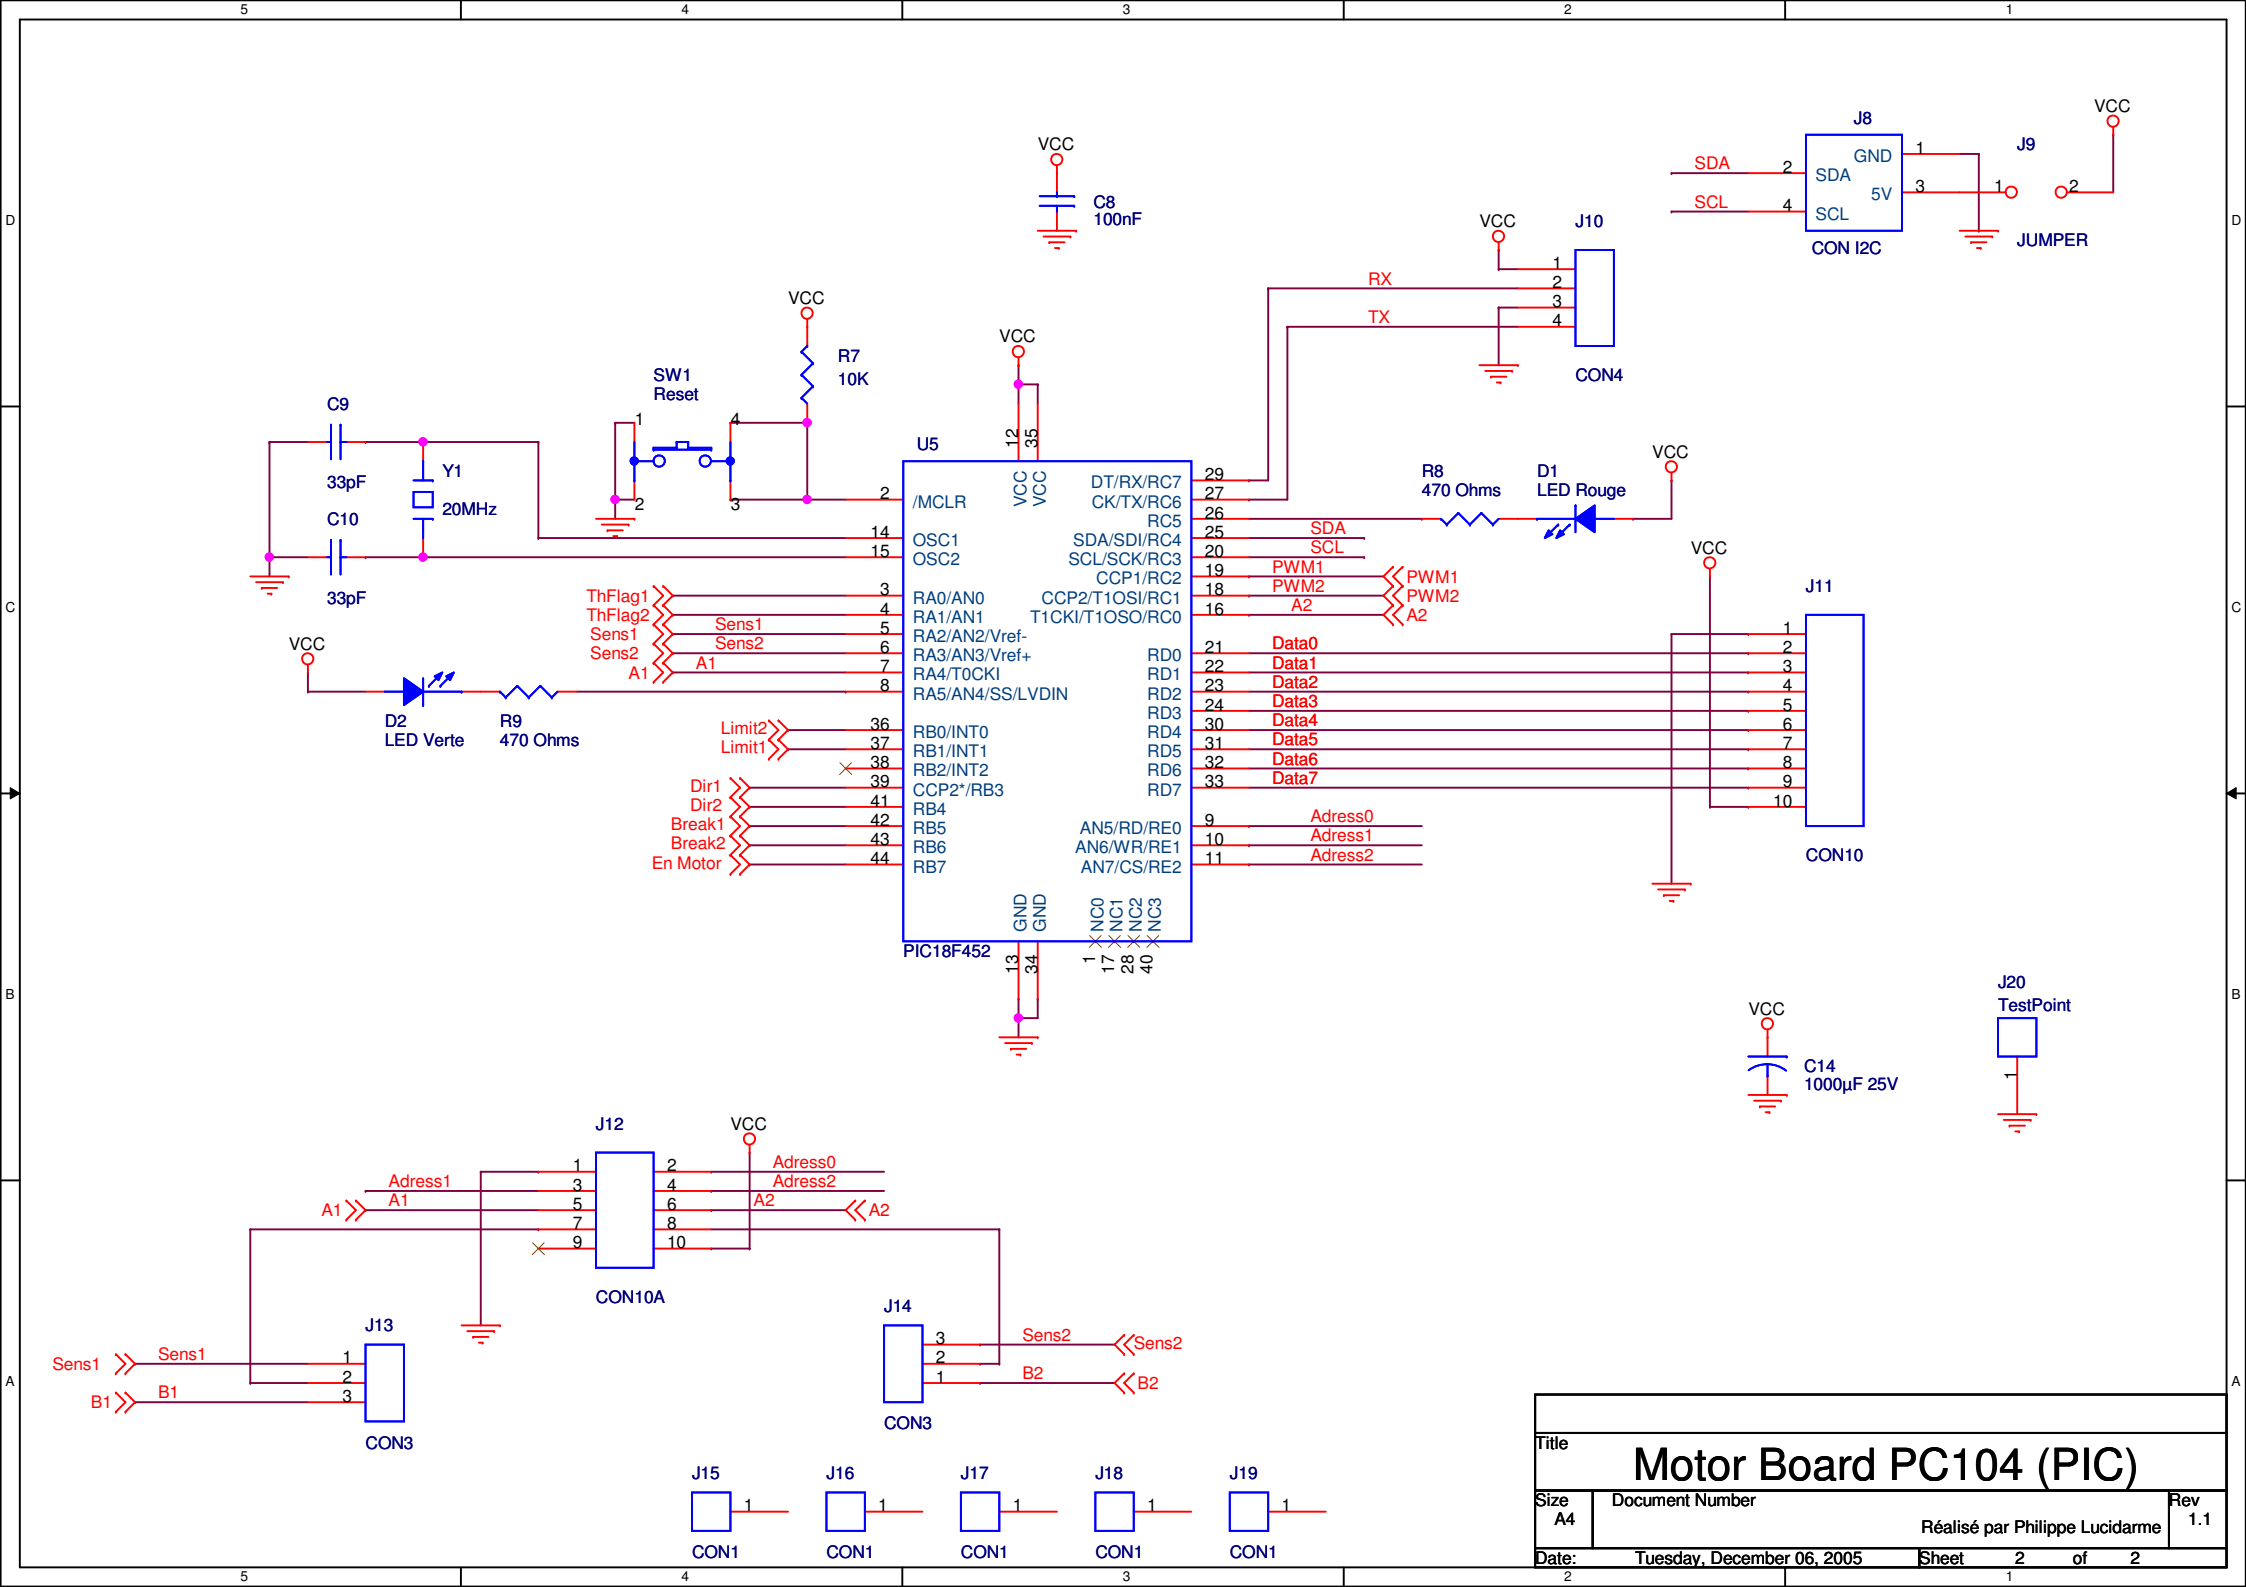 5 4 3 2 1
D
D
C
C
B
B
A
A
VCC
C8
100nF
J8
GND
SDA
5V
SCL
1
2
3
4
SDA
SCL
CON I2C
J9
1
2
JUMPER
VCC
J10
VCC
1
2
3
4
RX
TX
CON4
VCC
R7
10K
SW1
Reset
1
4
2
3
C9
33pF
C10
33pF
Y1
20MHz
VCC
D2
LED Verte
R9
470 Ohms
VCC
12
35
U5
VCC
VCC
2 /MCLR
14 OSC1
15 OSC2
ThFlag1 3 RA0/AN0
ThFlag2 4 RA1/AN1
Sens1 Sens1 5 RA2/AN2/Vref-
Sens2 Sens2 6 RA3/AN3/Vref+
A1 A1 7 RA4/T0CKI
8 RA5/AN4/SS/LVDIN
Limit2 36 RB0/INT0
Limit1 37 RB1/INT1
38 RB2/INT2
Dir1 39 CCP2*/RB3
Dir2 41 RB4
Break1 42 RB5
Break2 43 RB6
En Motor 44 RB7
DT/RX/RC7 29
CK/TX/RC6 27
RC5 26
SDA/SDI/RC4 25 SDA
SCL/SCK/RC3 20 SCL
CCP1/RC2 19 PWM1 PWM1
CCP2/T1OSI/RC1 18 PWM2 PWM2
T1CKI/T1OSO/RC0 16 A2 A2
RD0 21 Data0
RD1 22 Data1
RD2 23 Data2
RD3 24 Data3
RD4 30 Data4
RD5 31 Data5
RD6 32 Data6
RD7 33 Data7
AN5/RD/RE0 9 Adress0
AN6/WR/RE1 10 Adress1
AN7/CS/RE2 11 Adress2
GND
GND
NC0
NC1
NC2
NC3
PIC18F452
13
34
1
17
28
40
R8
470 Ohms
D1
LED Rouge
VCC
VCC
J11
1
2
3
4
5
6
7
8
9
10
CON10
VCC
C14
1000µF 25V
J20
TestPoint
1
J12
VCC
1 2 Adress0
Adress1 3 4 Adress2
A1 A1 5 6 A2 A2
7 8
9 10
CON10A
J13
Sens1 Sens1 1
2
B1 B1 3
CON3
J14
3 Sens2 Sens2
2
1 B2 B2
CON3
J15 J16 J17 J18 J19
1 1 1 1 1
CON1 CON1 CON1 CON1 CON1
Title
Motor Board PC104 (PIC)
Size
A4
Document Number
Réalisé par Philippe Lucidarme
Rev
1.1
Date: Tuesday, December 06, 2005 Sheet 2 of 2
5 4 3 2 1